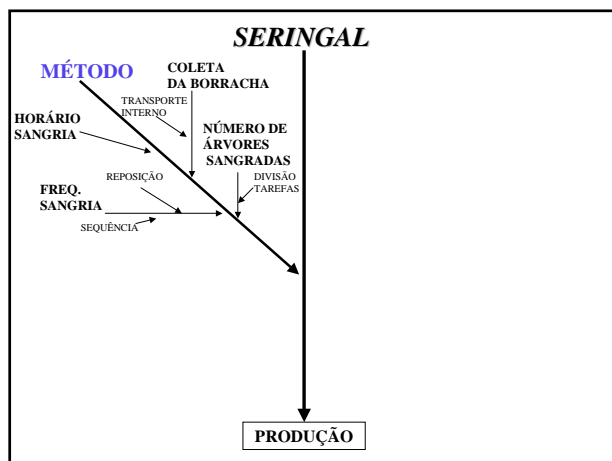 SERINGAL
MÉTODO
COLETA
DA BORRACHA
TRANSPORTE
INTERNO
HORÁRIO
SANGRIA
NÚMERO DE
ÁRVORES
SANGRADAS
REPOSIÇÃO
DIVISÃO
TAREFAS
FREQ.
SANGRIA
SEQUÊNCIA
PRODUÇÃO